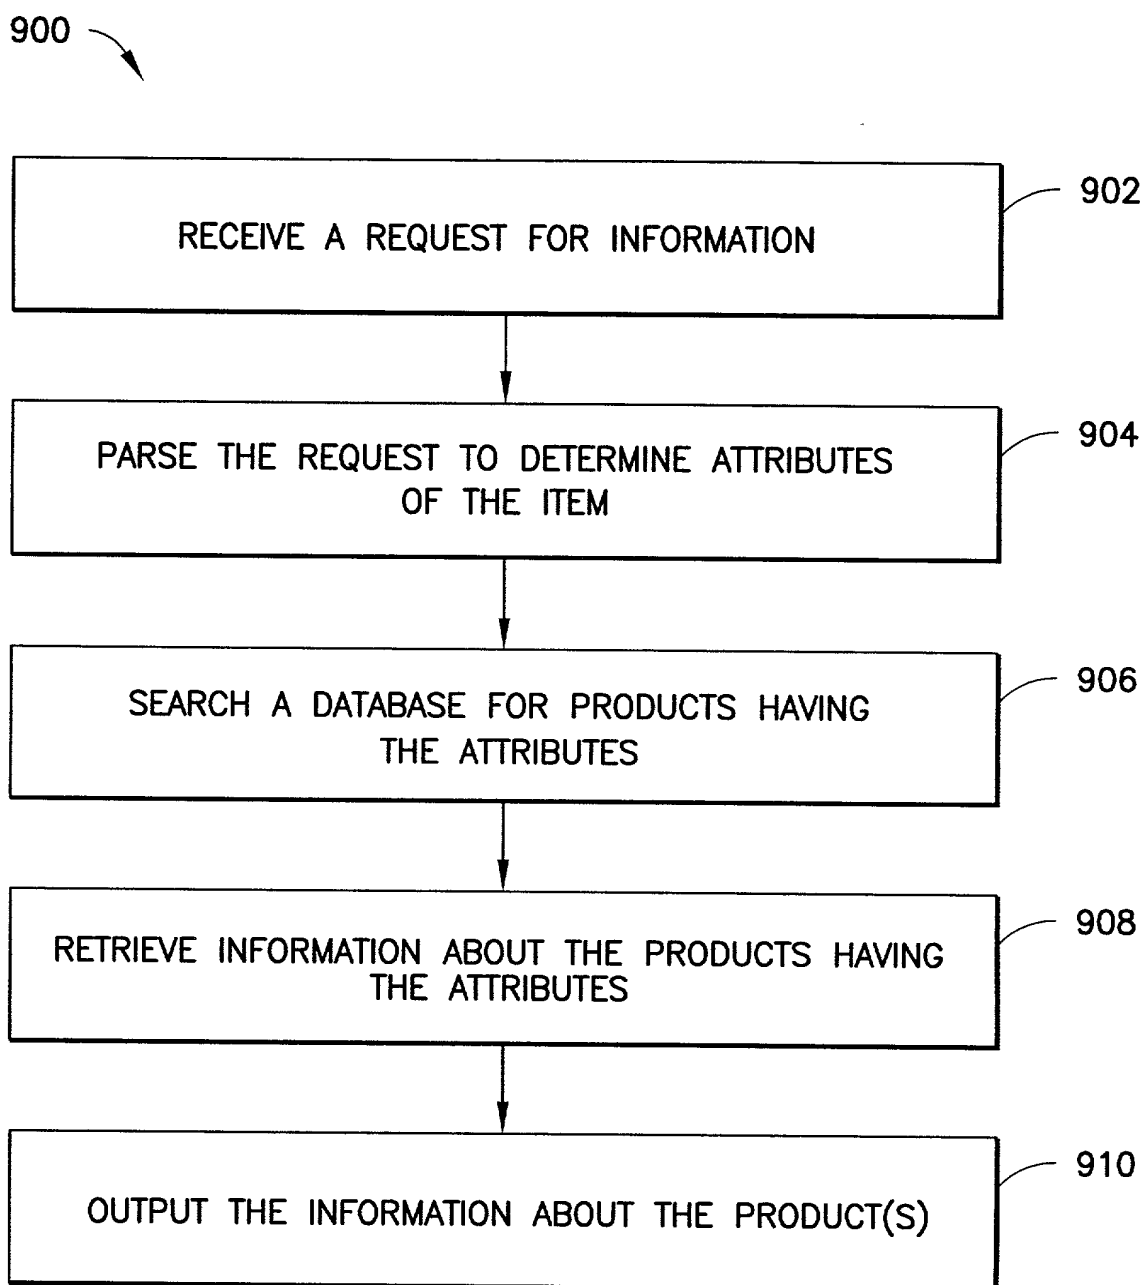 900
RECEIVE A REQUEST FOR INFORMATION
902
PARSE THE REQUEST TO DETERMINE ATTRIBUTES
OF THE ITEM
904
SEARCH A DATABASE FOR PRODUCTS HAVING
THE ATTRIBUTES
906
RETRIEVE INFORMATION ABOUT THE PRODUCTS HAVING
THE ATTRIBUTES
908
OUTPUT THE INFORMATION ABOUT THE PRODUCT(S)
910